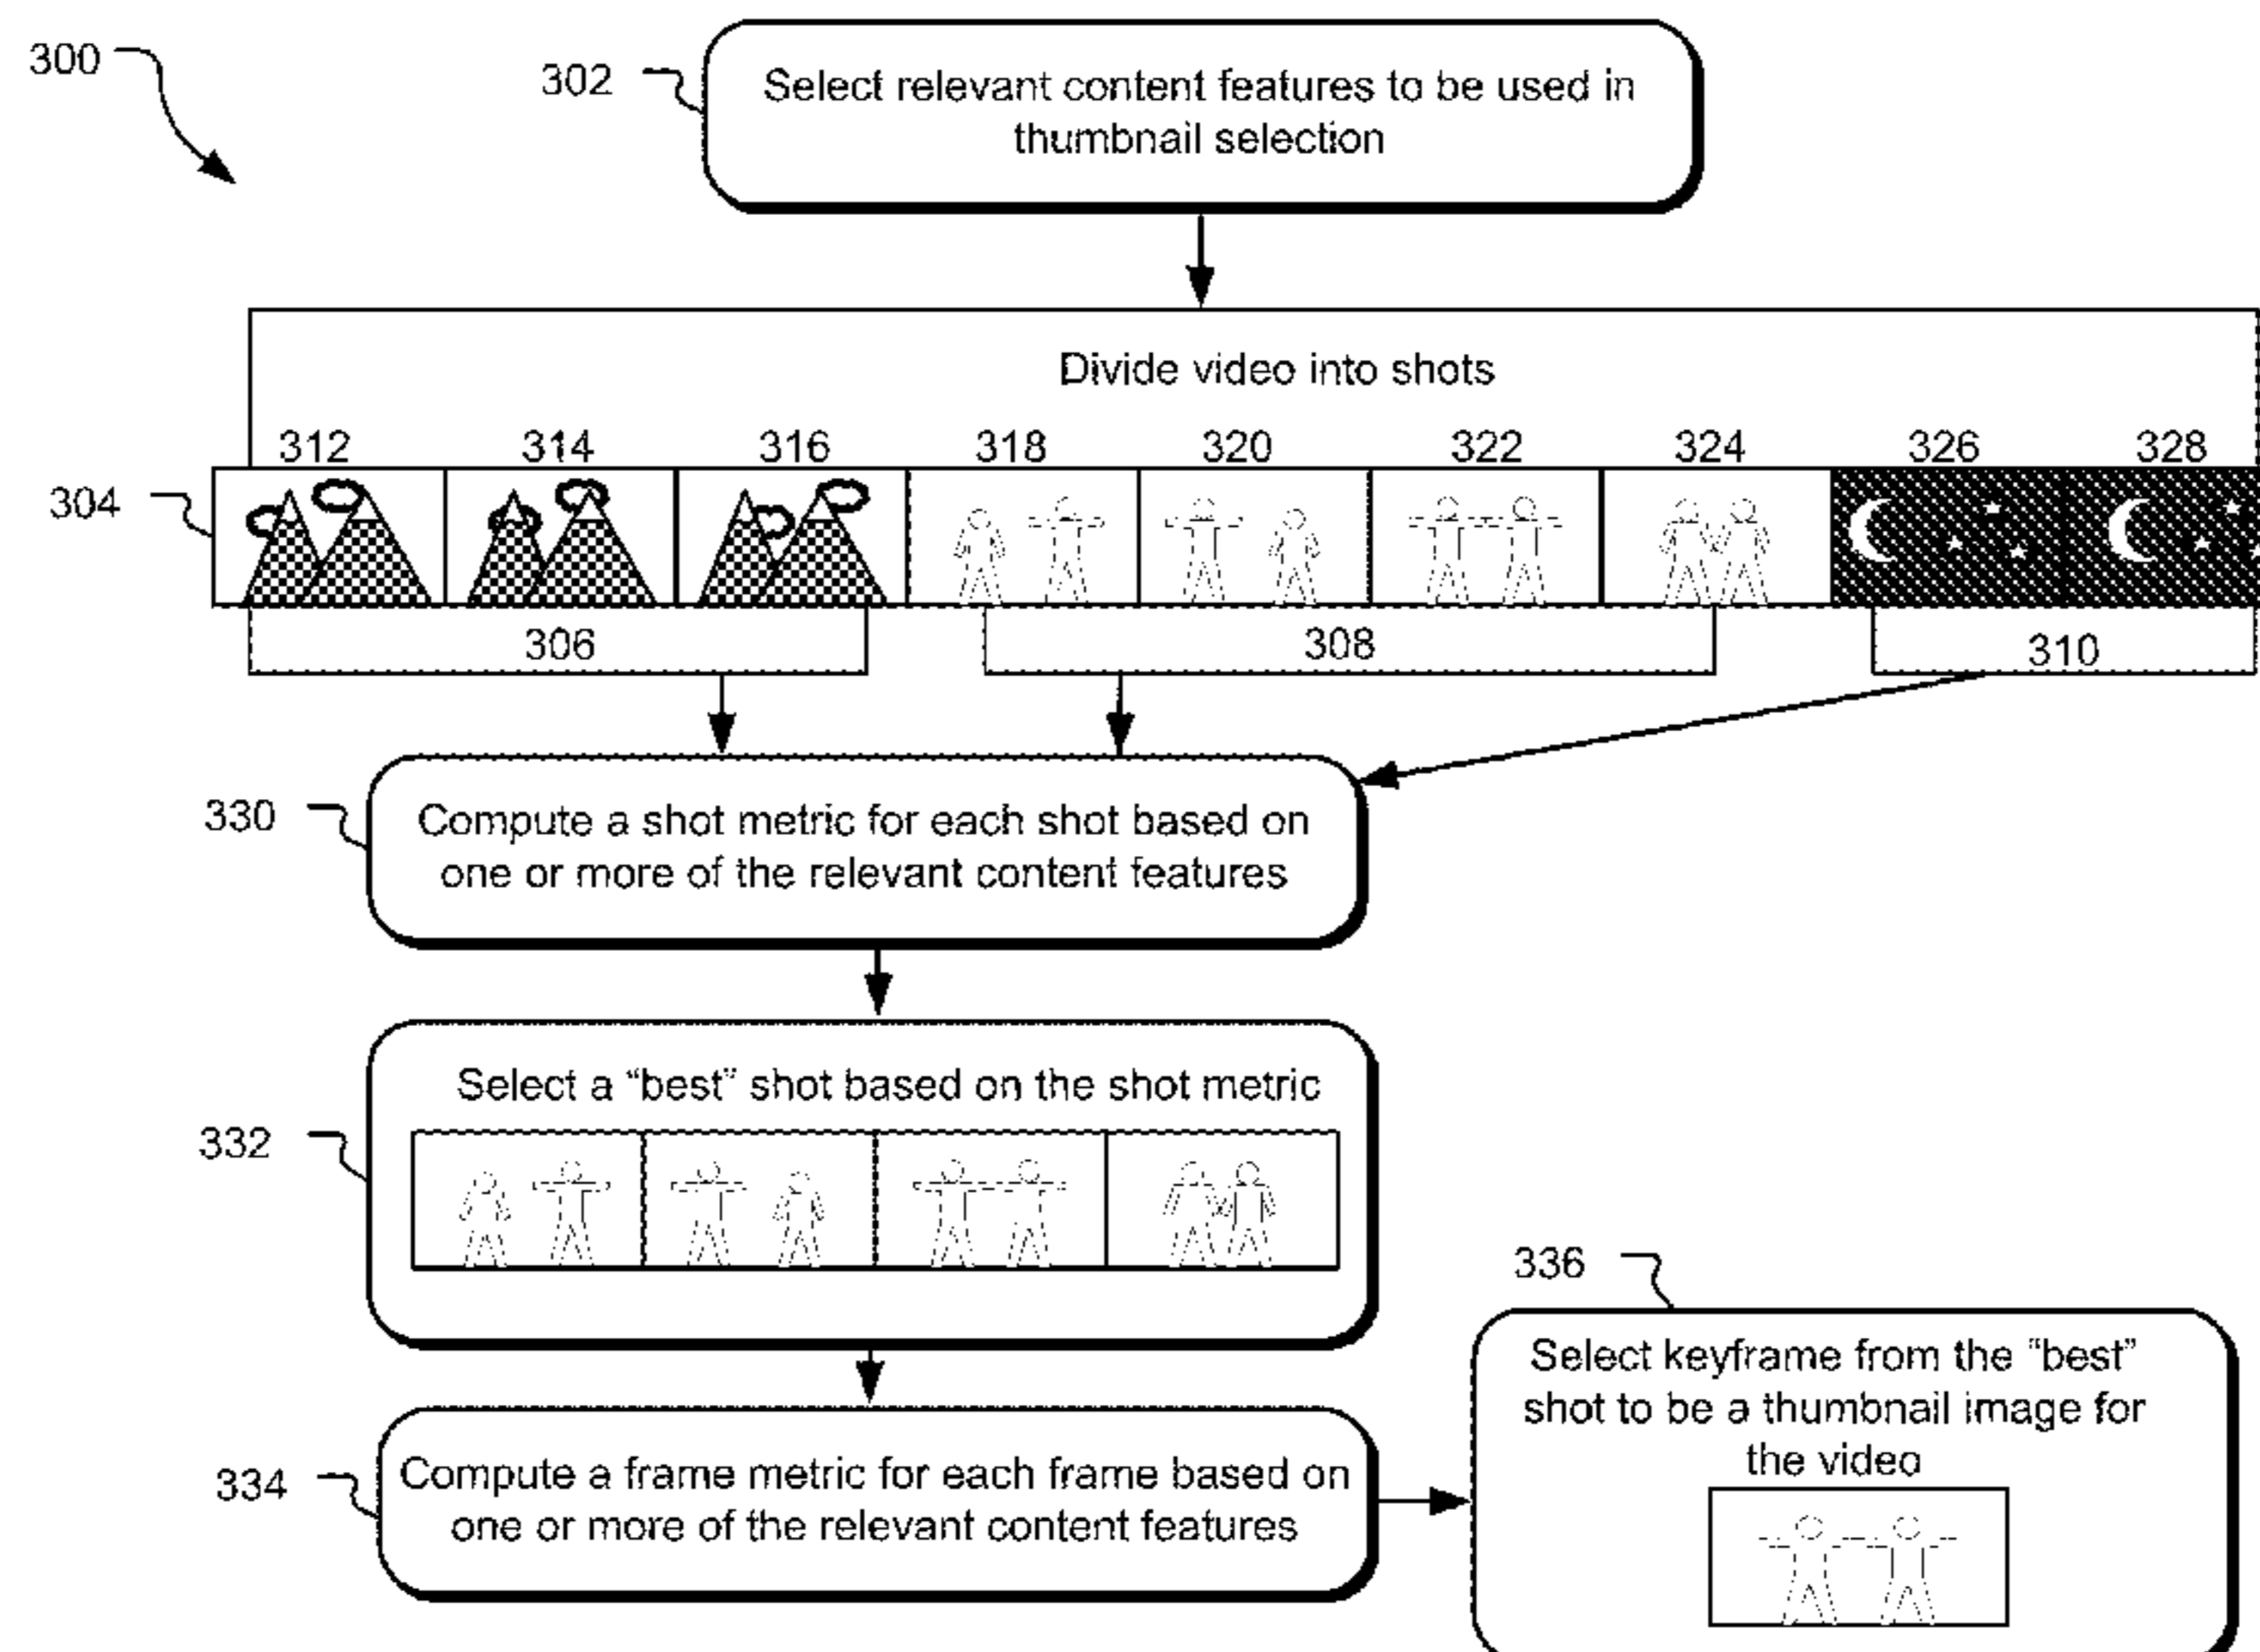 300
302
Select relevant content features to be used in
thumbnail selection
Divide video into shots
312 314 316 318 320 322 324 326 328
304
306 308 310
330
Compute a shot metric for each shot based on
one or more of the relevant content features
332
Select a “best” shot based on the shot metric
334
Compute a frame metric for each frame based on
one or more of the relevant content features
336
Select keyframe from the “best”
shot to be a thumbnail image for
the video